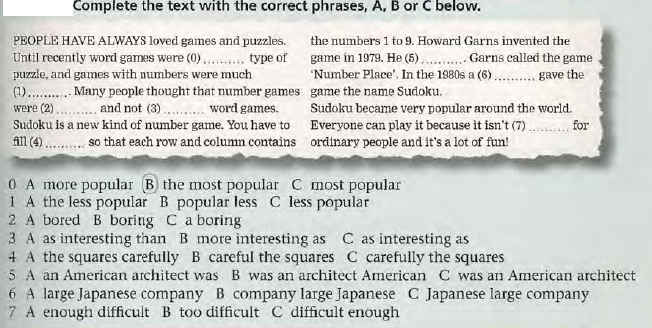 Complete the text with the correct phrases, A, B or C below.
PEOPLE HAVE ALWAYS loved games and puzzles.
Until recently word games were (0) .......... type of
puzzle, and games with numbers were much
(1) .......... . Many people thought that number games
were (2) .......... and not (3) .......... word games.
Sudoku is a new kind of number game. You have to
fill (4) .......... so that each row and column contains
the numbers 1 to 9. Howard Garns invented the
game in 1979. He (5) .......... . Garns called the game
‘Number Place’. In the 1980s a (6) .......... gave the
game the name Sudoku.
Sudoku became very popular around the world.
Everyone can play it because it isn't (7) .......... for
ordinary people and it's a lot of fun!
0 A more popular B the most popular C most popular
1 A the less popular B popular less C less popular
2 A bored B boring C a boring
3 A as interesting than B more interesting as C as interesting as
4 A the squares carefully B careful the squares C carefully the squares
5 A an American architect was B was an architect American C was an American architect
6 A large Japanese company B company large Japanese C Japanese large company
7 A enough difficult B too difficult C difficult enough